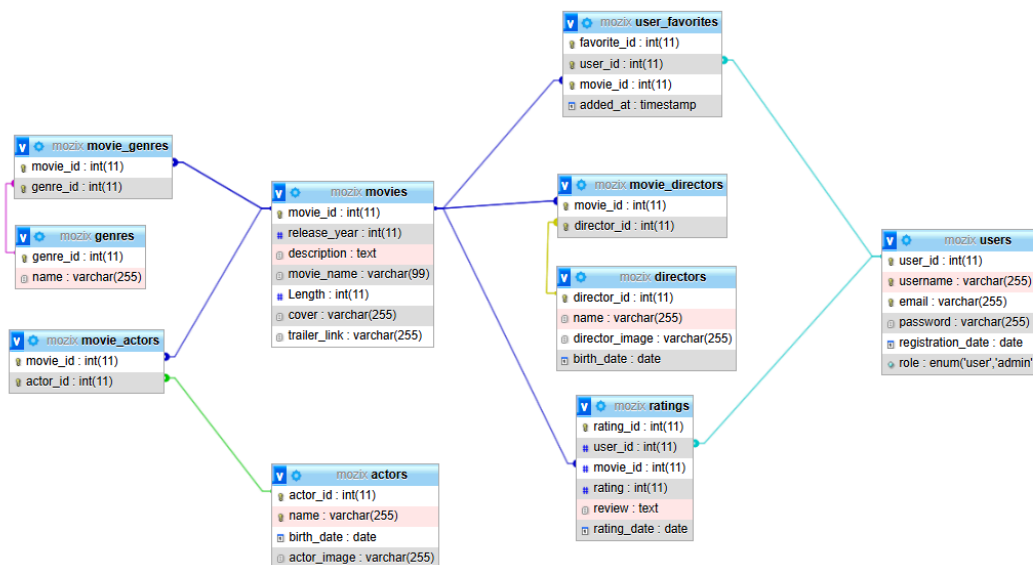 mozix user_favorites
favorite_id : int(11)
user_id : int(11)
movie_id : int(11)
added_at : timestamp
mozix movie_genres
movie_id : int(11)
genre_id : int(11)
mozix genres
genre_id : int(11)
name : varchar(255)
mozix movies
movie_id : int(11)
release_year : int(11)
description : text
movie_name : varchar(99)
Length : int(11)
cover : varchar(255)
trailer_link : varchar(255)
mozix movie_directors
movie_id : int(11)
director_id : int(11)
mozix directors
director_id : int(11)
name : varchar(255)
director_image : varchar(255)
birth_date : date
mozix users
user_id : int(11)
username : varchar(255)
email : varchar(255)
password : varchar(255)
registration_date : date
role : enum('user','admin'
mozix movie_actors
movie_id : int(11)
actor_id : int(11)
mozix actors
actor_id : int(11)
name : varchar(255)
birth_date : date
actor_image : varchar(255)
mozix ratings
rating_id : int(11)
user_id : int(11)
movie_id : int(11)
rating : int(11)
review : text
rating_date : date